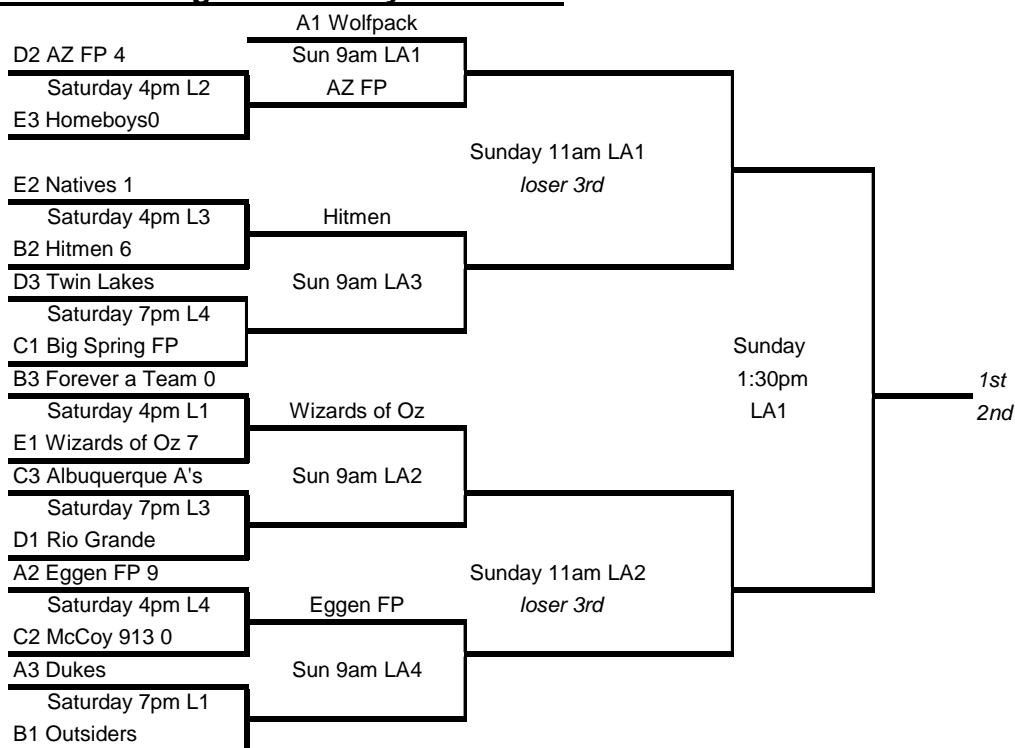 A1 Wolfpack
D2 AZ FP 4
Sun 9am LA1
Saturday 4pm L2
AZ FP
E3 Homeboys0
Sunday 11am LA1
loser 3rd
E2 Natives 1
Saturday 4pm L3
Hitmen
B2 Hitmen 6
D3 Twin Lakes
Sun 9am LA3
Saturday 7pm L4
C1 Big Spring FP
Sunday
B3 Forever a Team 0
1:30pm
1st
Saturday 4pm L1
Wizards of Oz
LA1
2nd
E1 Wizards of Oz 7
C3 Albuquerque A's
Sun 9am LA2
Saturday 7pm L3
D1 Rio Grande
A2 Eggen FP 9
Sunday 11am LA2
Saturday 4pm L4
Eggen FP
loser 3rd
C2 McCoy 913 0
A3 Dukes
Sun 9am LA4
Saturday 7pm L1
B1 Outsiders